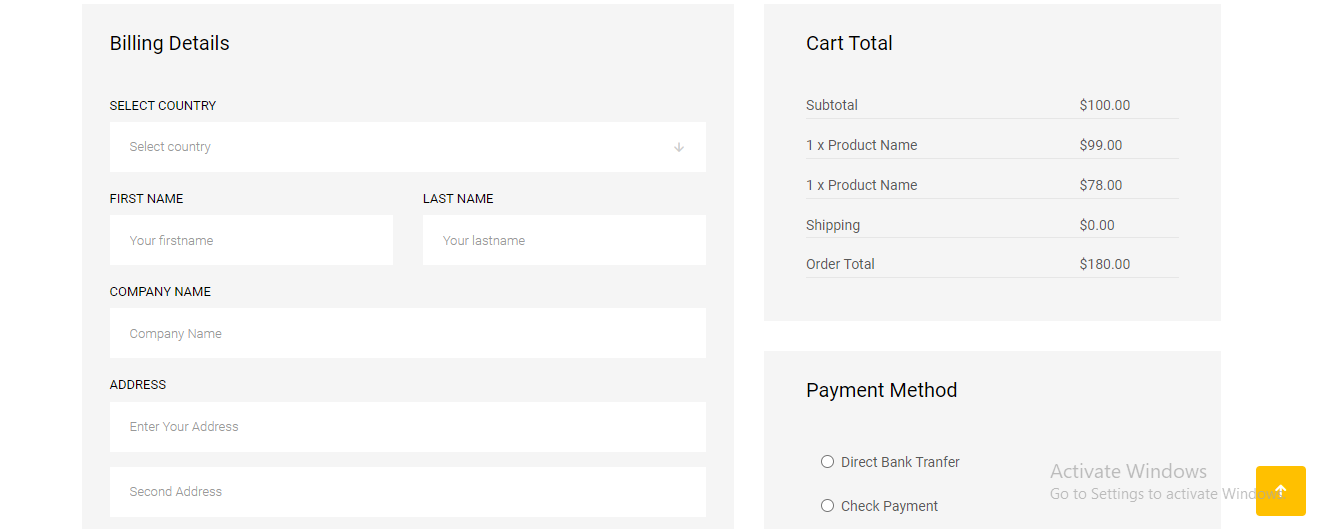 Billing Details
SELECT COUNTRY
Select country
FIRST NAME
LAST NAME
Your firstname
Your lastname
COMPANY NAME
Company Name
ADDRESS
Enter Your Address
Second Address
Cart Total
Subtotal $100.00
1 x Product Name $99.00
1 x Product Name $78.00
Shipping $0.00
Order Total $180.00
Payment Method
Direct Bank Tranfer
Check Payment
Activate Windows
Go to Settings to activate Windows.